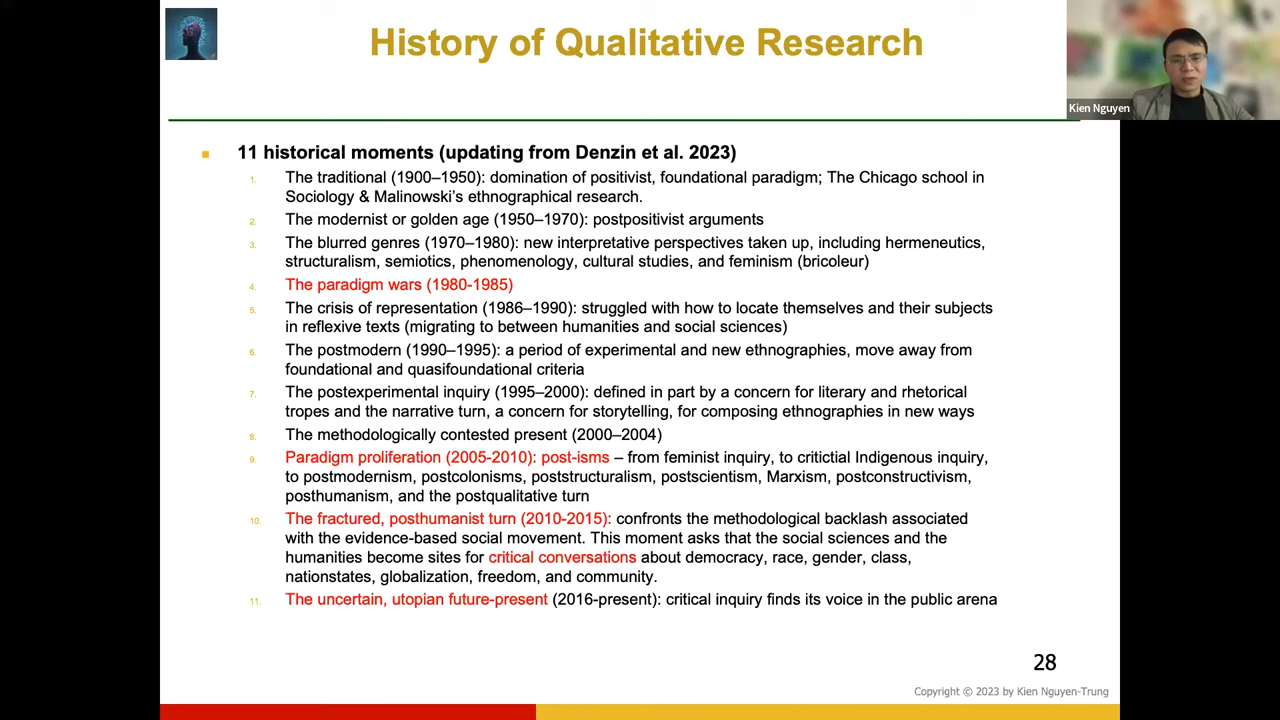 History of Qualitative Research
Kien Nguyen
11 historical moments (updating from Denzin et al. 2023)
1. The traditional (1900–1950): domination of positivist, foundational paradigm; The Chicago school in
Sociology & Malinowski's ethnographical research.
2. The modernist or golden age (1950–1970): postpositivist arguments
3. The blurred genres (1970–1980): new interpretative perspectives taken up, including hermeneutics,
structuralism, semiotics, phenomenology, cultural studies, and feminism (bricoleur)
4. The paradigm wars (1980-1985)
5. The crisis of representation (1986–1990): struggled with how to locate themselves and their subjects
in reflexive texts (migrating to between humanities and social sciences)
6. The postmodern (1990–1995): a period of experimental and new ethnographies, move away from
foundational and quasifoundational criteria
7. The postexperimental inquiry (1995–2000): defined in part by a concern for literary and rhetorical
tropes and the narrative turn, a concern for storytelling, for composing ethnographies in new ways
8. The methodologically contested present (2000–2004)
9. Paradigm proliferation (2005-2010): post-isms – from feminist inquiry, to critictial Indigenous inquiry,
to postmodernism, postcolonisms, poststructuralism, postscientism, Marxism, postconstructivism,
posthumanism, and the postqualitative turn
10. The fractured, posthumanist turn (2010-2015): confronts the methodological backlash associated
with the evidence-based social movement. This moment asks that the social sciences and the
humanities become sites for critical conversations about democracy, race, gender, class,
nationstates, globalization, freedom, and community.
11. The uncertain, utopian future-present (2016-present): critical inquiry finds its voice in the public arena
28
Copyright © 2023 by Kien Nguyen-Trung